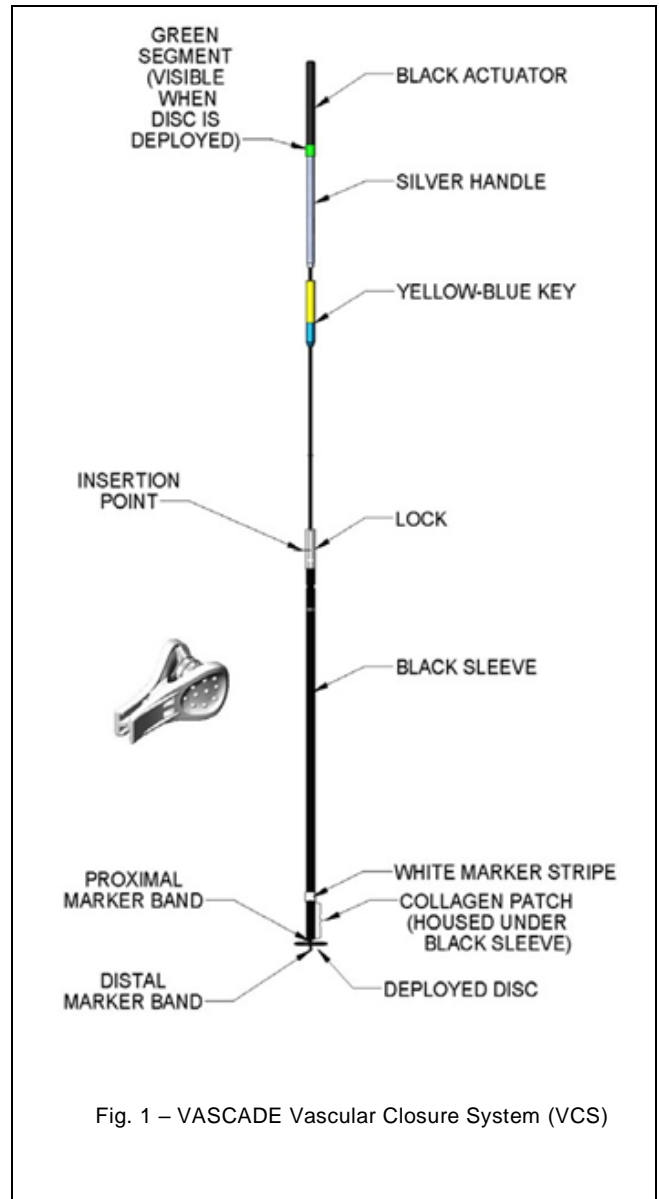 GREEN
SEGMENT
(VISIBLE
WHEN
DISC IS
DEPLOYED)
BLACK ACTUATOR
SILVER HANDLE
YELLOW-BLUE KEY
INSERTION
POINT
LOCK
BLACK SLEEVE
WHITE MARKER STRIPE
PROXIMAL
MARKER BAND
COLLAGEN PATCH
(HOUSED UNDER
BLACK SLEEVE)
DISTAL
MARKER BAND
DEPLOYED DISC
Fig. 1 – VASCADE Vascular Closure System (VCS)